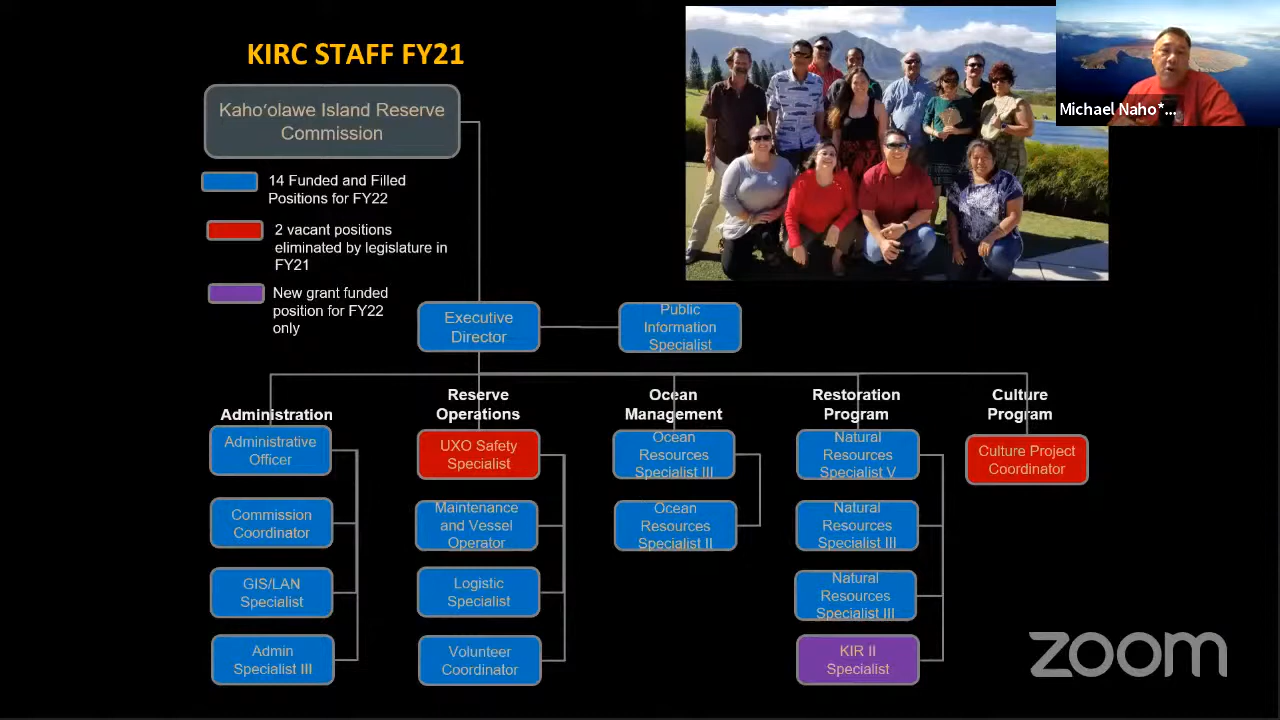 KIRC STAFF FY21
Kahoʻolawe Island Reserve
Commission
14 Funded and Filled
Positions for FY22
2 vacant positions
eliminated by legislature in
FY21
New grant funded
position for FY22
only
Michael Naho*...
Executive
Director
Public
Information
Specialist
Administration
Administrative
Officer
Commission
Coordinator
GIS/LAN
Specialist
Admin
Specialist III
Reserve
Operations
UXO Safety
Specialist
Maintenance
and Vessel
Operator
Logistic
Specialist
Volunteer
Coordinator
Ocean
Management
Ocean
Resources
Specialist III
Ocean
Resources
Specialist II
Restoration
Program
Natural
Resources
Specialist V
Natural
Resources
Specialist III
Natural
Resources
Specialist III
KIR II
Specialist
Culture
Program
Culture Project
Coordinator
zoom